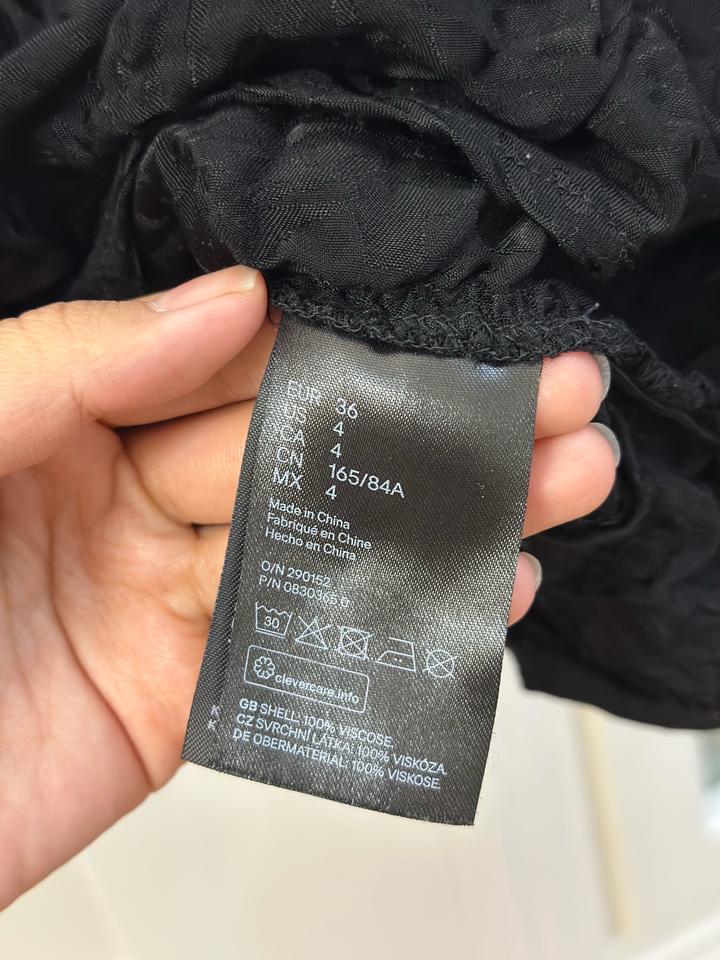 EUR 36
US 4
CA 4
CN 165/84A
MX 4
Made in China
Fabriqué en Chine
Hecho en China
O/N 290152
P/N 0830365 0
30
clevercare.info
GB SHELL: 100% VISCOSE.
CZ SVRCHNÍ LÁTKA: 100% VISKÓZA.
DE OBERMATERIAL: 100% VISKOSE.
K
K